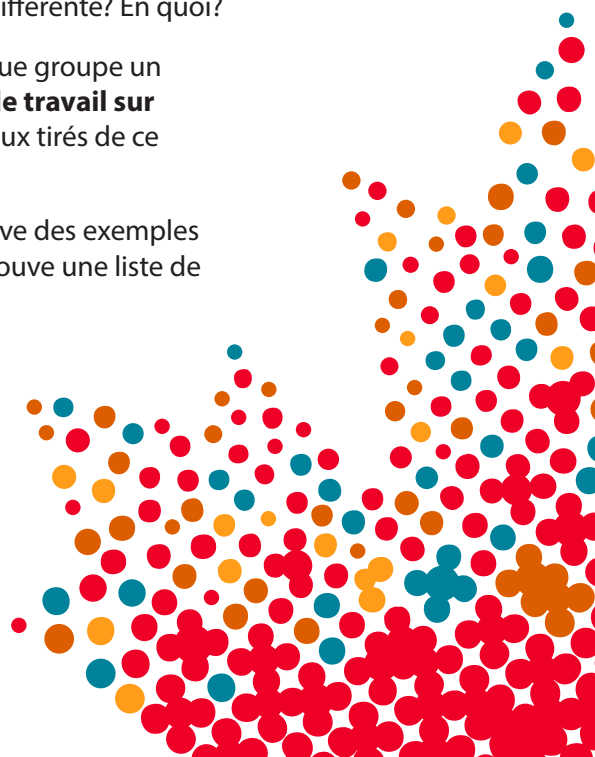 ifférente? En quoi?
ue groupe un
le travail sur
ux tirés de ce
ve des exemples
ouve une liste de